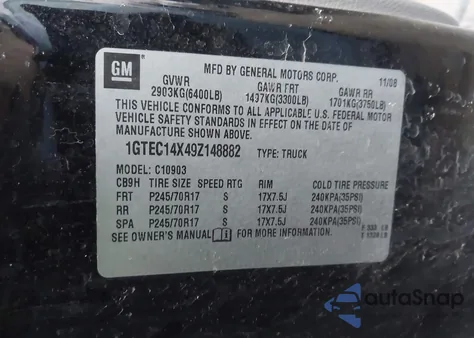 GM
MFD BY GENERAL MOTORS CORP. 11/08
GVWR GAWR FRT GAWR RR
2903KG(6400LB) 1497KG(3300LB) 1701KG(3750LB)
THIS VEHICLE CONFORMS TO ALL APPLICABLE U.S. FEDERAL MOTOR
VEHICLE SAFETY STANDARDS IN EFFECT ON THE DATE OF
MANUFACTURE SHOWN ABOVE.
1GTEC14X49Z148882 TYPE: TRUCK
MODEL: C10903
CB9H TIRE SIZE SPEED RTG RIM COLD TIRE PRESSURE
FRT P245/70R17 S 17X7.5J 240KPA(35PSI)
RR P245/70R17 S 17X7.5J 240KPA(35PSI)
SPA P245/70R17 S 17X7.5J 240KPA(35PSI)
SEE OWNER'S MANUAL FOR MORE INFORMATION.
autoSnap